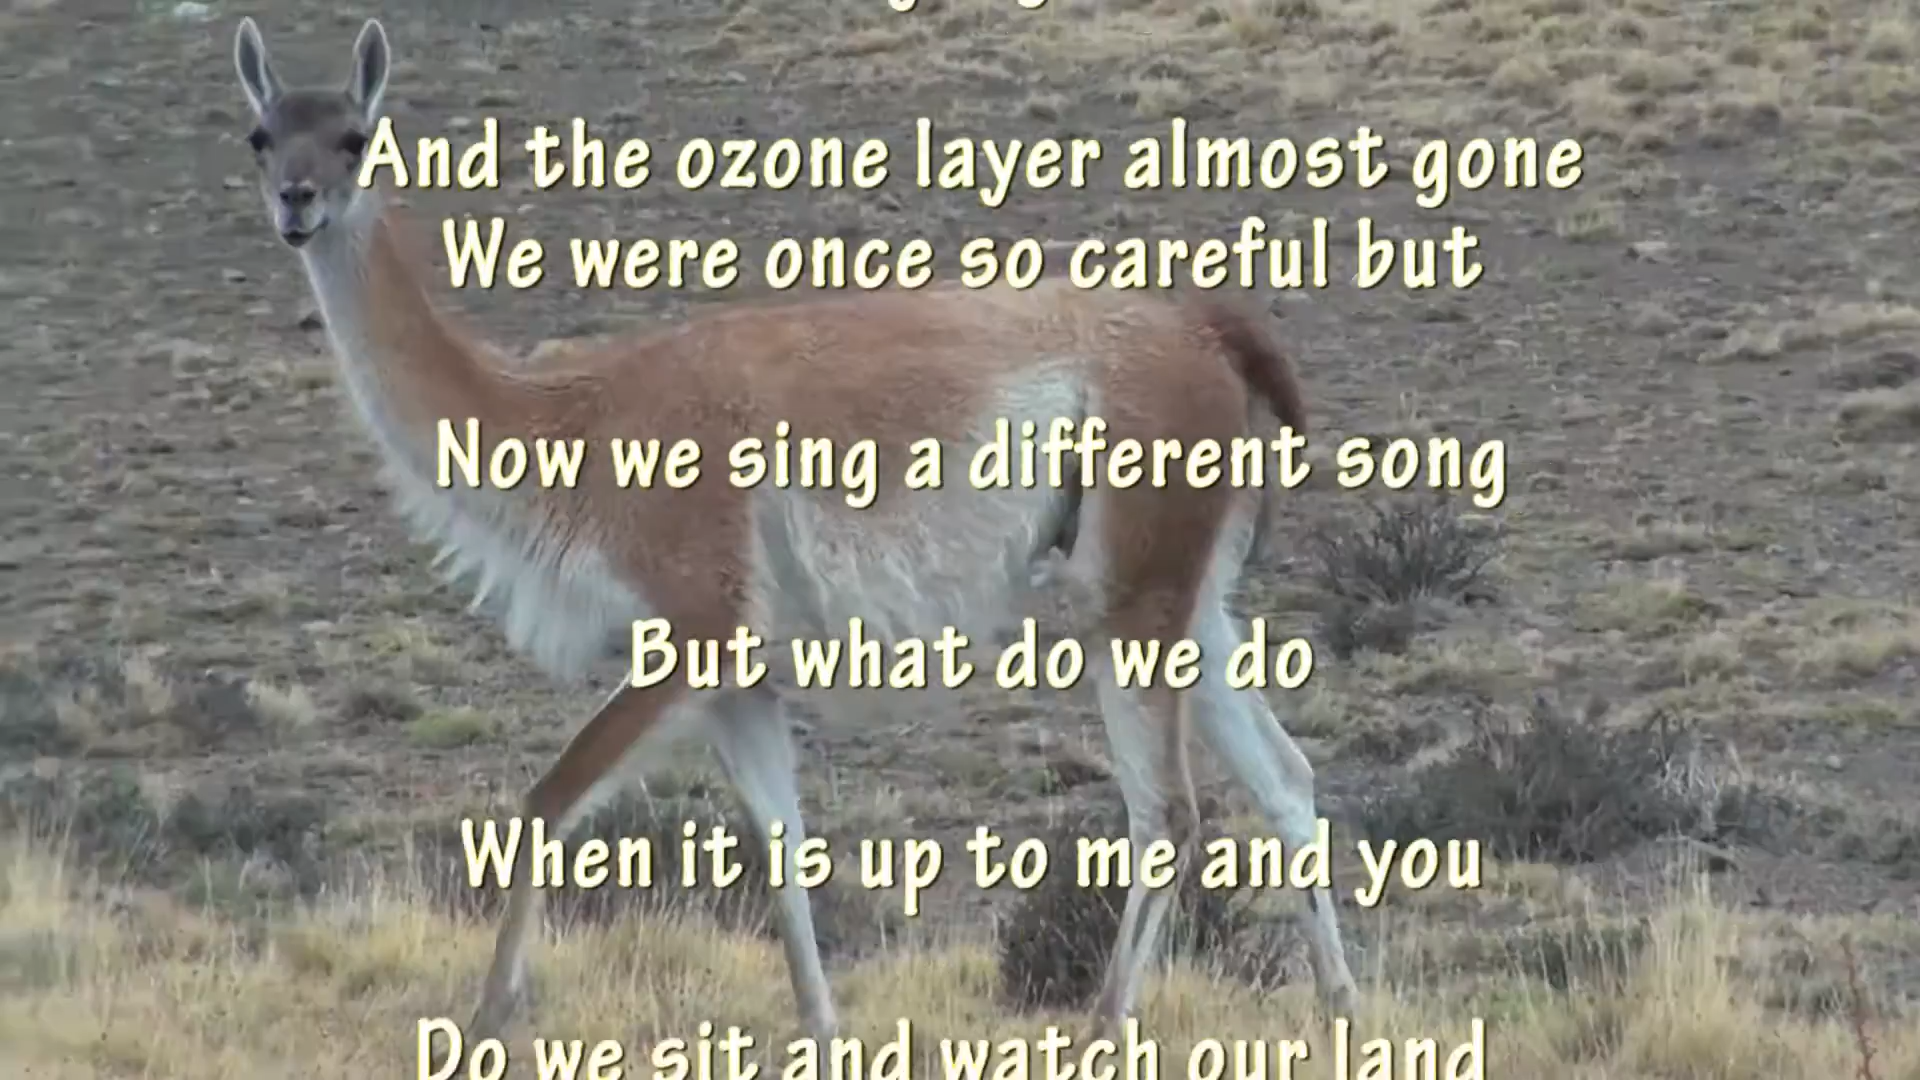 And the ozone layer almost gone
We were once so careful but
Now we sing a different song
But what do we do
When it is up to me and you
Do we sit and watch our land